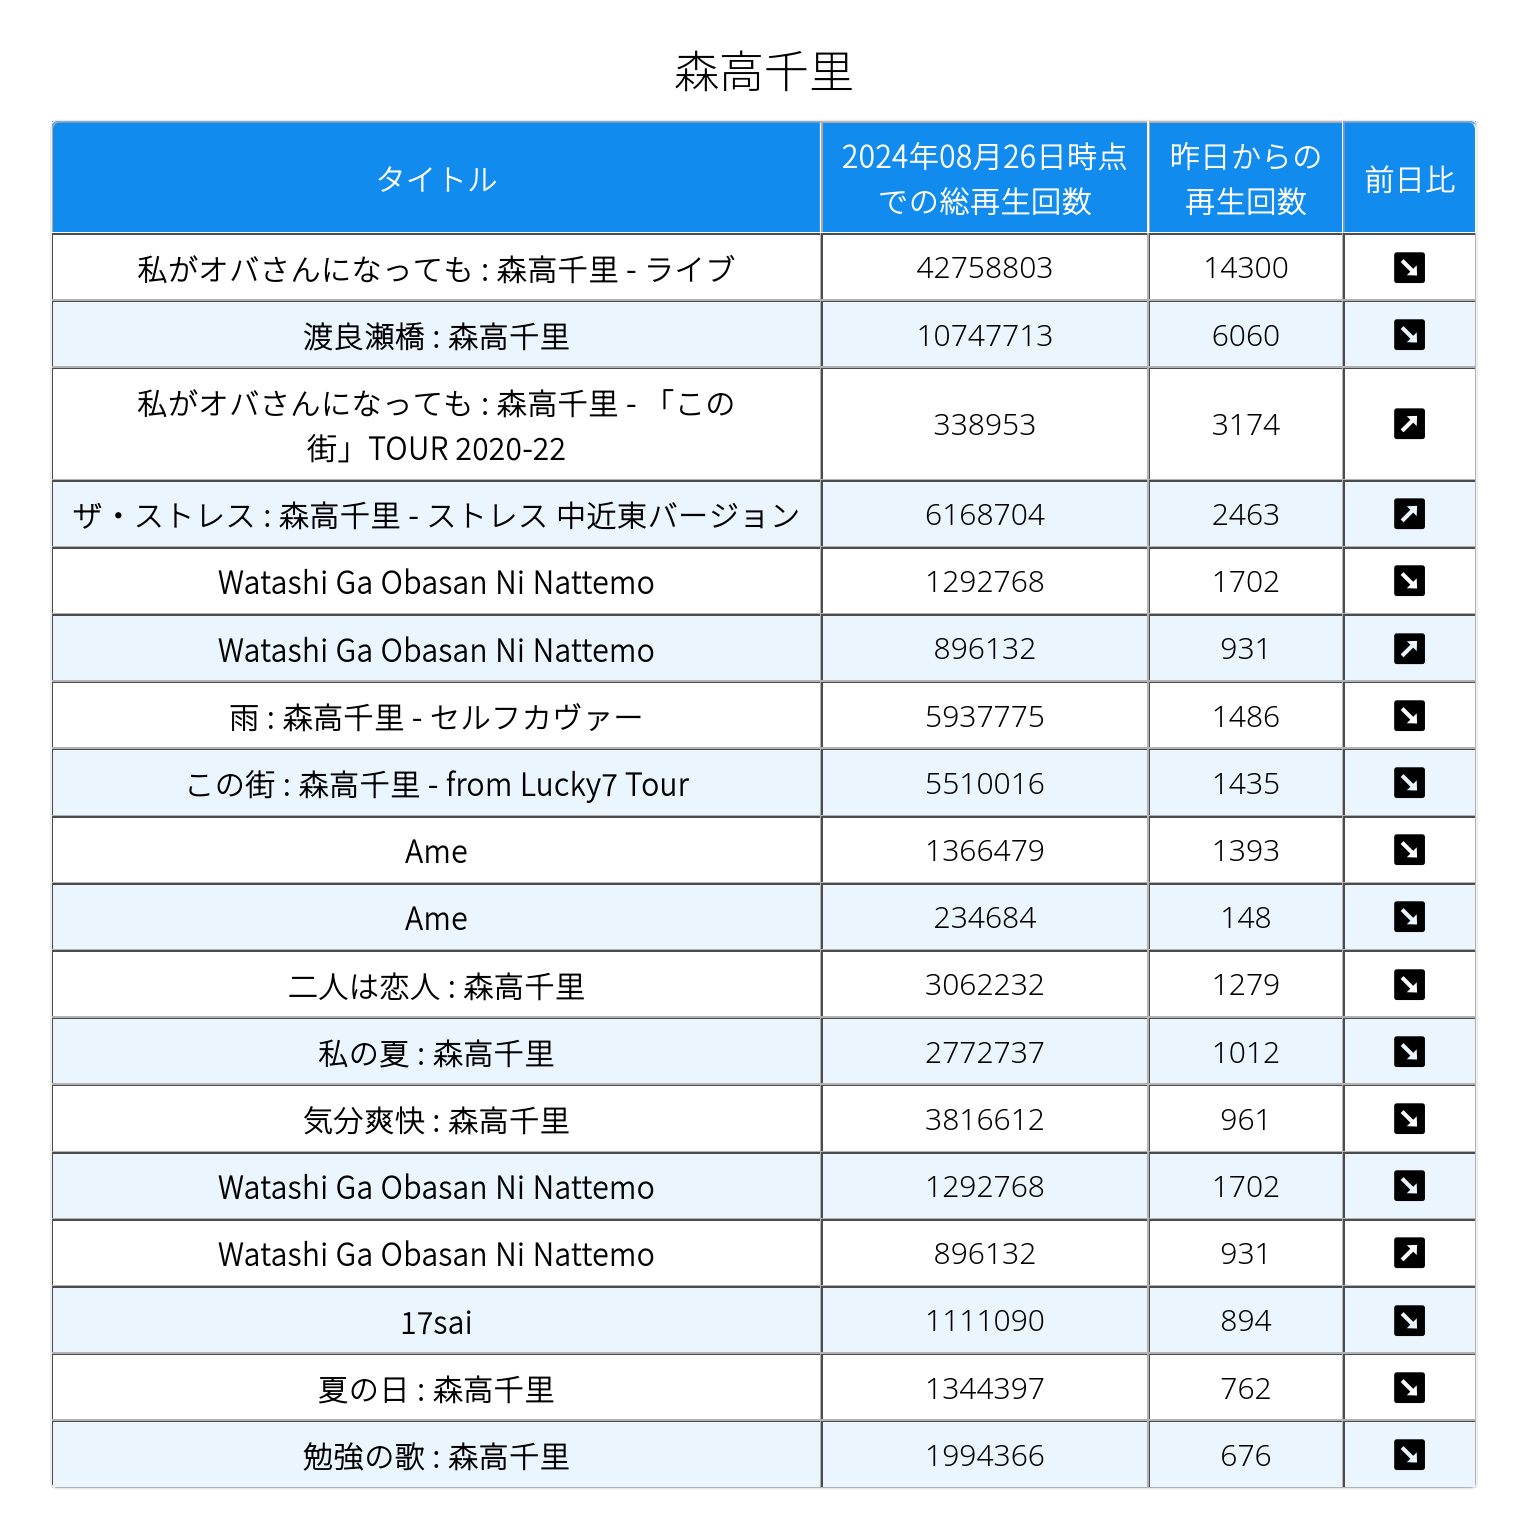 森高千里
タイトル
2024年08月26日時点
での総再生回数
昨日からの
再生回数
前日比
私がオバさんになっても : 森高千里 - ライブ 42758803 14300
渡良瀬橋 : 森高千里 10747713 6060
私がオバさんになっても : 森高千里 - 「この
街」TOUR 2020-22 338953 3174
ザ・ストレス : 森高千里 - ストレス 中近東バージョン 6168704 2463
Watashi Ga Obasan Ni Nattemo 1292768 1702
Watashi Ga Obasan Ni Nattemo 896132 931
雨 : 森高千里 - セルフカヴァー 5937775 1486
この街 : 森高千里 - from Lucky7 Tour 5510016 1435
Ame 1366479 1393
Ame 234684 148
二人は恋人 : 森高千里 3062232 1279
私の夏 : 森高千里 2772737 1012
気分爽快 : 森高千里 3816612 961
Watashi Ga Obasan Ni Nattemo 1292768 1702
Watashi Ga Obasan Ni Nattemo 896132 931
17sai 1111090 894
夏の日 : 森高千里 1344397 762
勉強の歌 : 森高千里 1994366 676